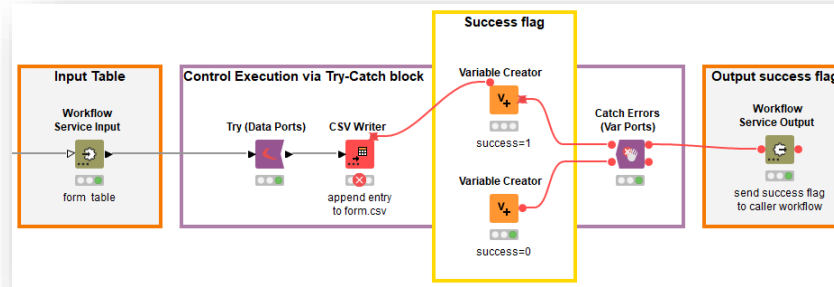 Success flag
Input Table
Control Execution via Try-Catch block
Output success flag
Variable Creator
Workflow
Service Input
Try (Data Ports)
CSV Writer
Catch Errors
(Var Ports)
Workflow
Service Output
V+
success=1
form table
append entry
to form.csv
send success flag
to caller workflow
Variable Creator
V+
success=0